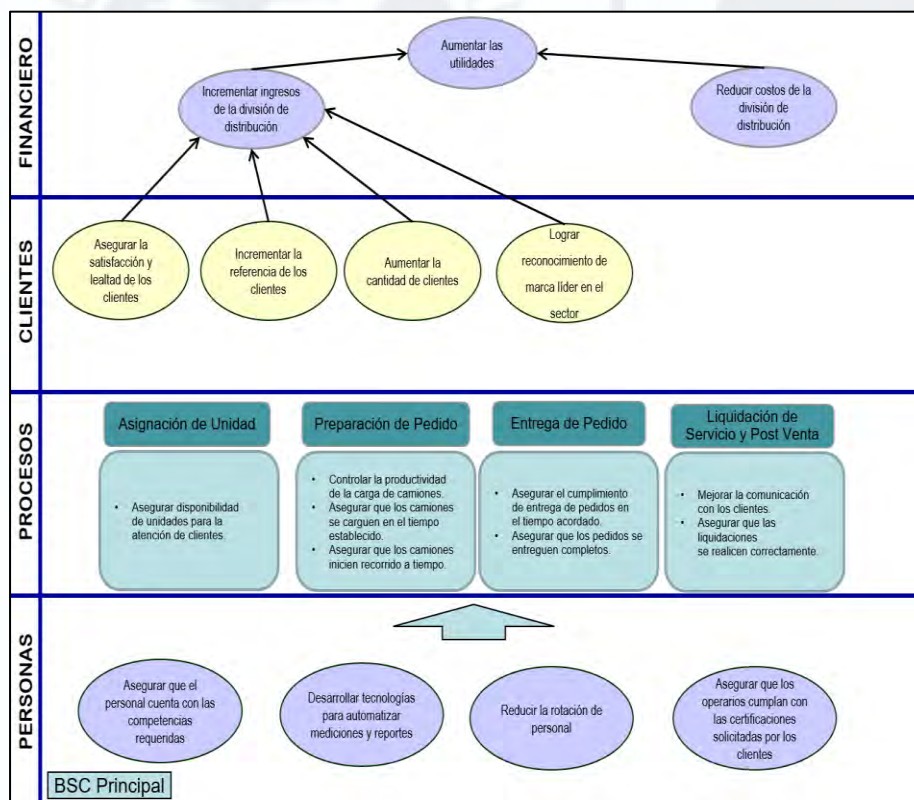 FINANCIERO
Aumentar las
utilidades
Incrementar ingresos
de la división de
distribución
Reducir costos de la
división de
distribución
CLIENTES
Asegurar la
satisfacción y
lealtad de los
clientes
Incrementar la
referencia de los
clientes
Aumentar la
cantidad de clientes
Lograr
reconocimiento de
marca líder en el
sector
PROCESOS
Asignación de Unidad
• Asegurar disponibilidad
de unidades para la
atención de clientes.
Preparación de Pedido
• Controlar la productividad
de la carga de camiones.
• Asegurar que los camiones
se carguen en el tiempo
establecido.
• Asegurar que los camiones
inicien recorrido a tiempo.
Entrega de Pedido
• Asegurar el cumplimiento
de entrega de pedidos en
el tiempo acordado.
• Asegurar que los pedidos se
entreguen completos.
Liquidación de
Servicio y Post Venta
• Mejorar la comunicación
con los clientes.
• Asegurar que las
liquidaciones
se realicen correctamente.
PERSONAS
Asegurar que el
personal cuenta con las
competencias
requeridas
Desarrollar tecnologías
para automatizar
mediciones y reportes
Reducir la rotación de
personal
Asegurar que los
operarios cumplan con
las certificaciones
solicitadas por los
clientes
BSC Principal